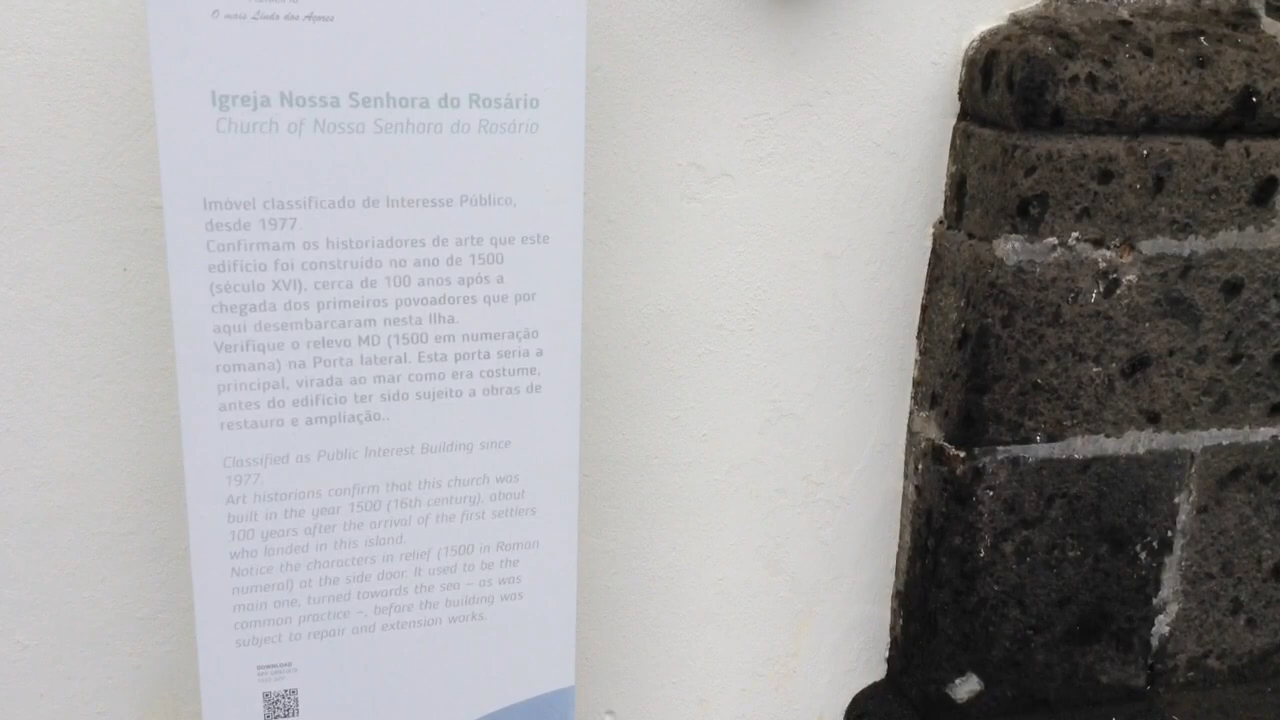 O mais Linda dos Açores
Igreja Nossa Senhora do Rosário
Church of Nossa Senhora do Rosário
Imóvel classificado de Interesse Público,
desde 1977.
Confirmam os historiadores de arte que este
edifício foi construído no ano de 1500
(século XVI), cerca de 100 anos após a
chegada dos primeiros povoadores que por
aqui desembarcaram nesta Ilha.
Verifique o relevo MD (1500 em numeração
romana) na Porta lateral. Esta porta seria a
principal, virada ao mar como era costume,
antes do edifício ter sido sujeito a obras de
restauro e ampliação..
Classified as Public Interest Building since
1977.
Art historians confirm that this church was
built in the year 1500 (16th century), about
100 years after the arrival of the first settlers
who landed in this island.
Notice the characters in relief (1500 in Roman
numeral) at the side door. It used to be the
main one, turned towards the sea – as was
common practice –, before the building was
subject to repair and extension works.
DOWNLOAD